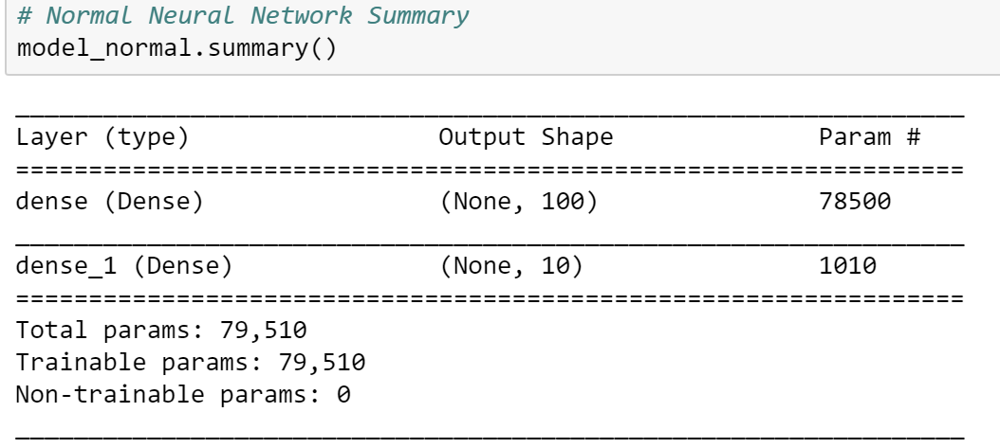 # Normal Neural Network Summary
model_normal.summary()
_________________________________________________________________
Layer (type)                 Output Shape              Param #
=================================================================
dense (Dense)                (None, 100)               78500
_________________________________________________________________
dense_1 (Dense)              (None, 10)                1010
=================================================================
Total params: 79,510
Trainable params: 79,510
Non-trainable params: 0
_________________________________________________________________